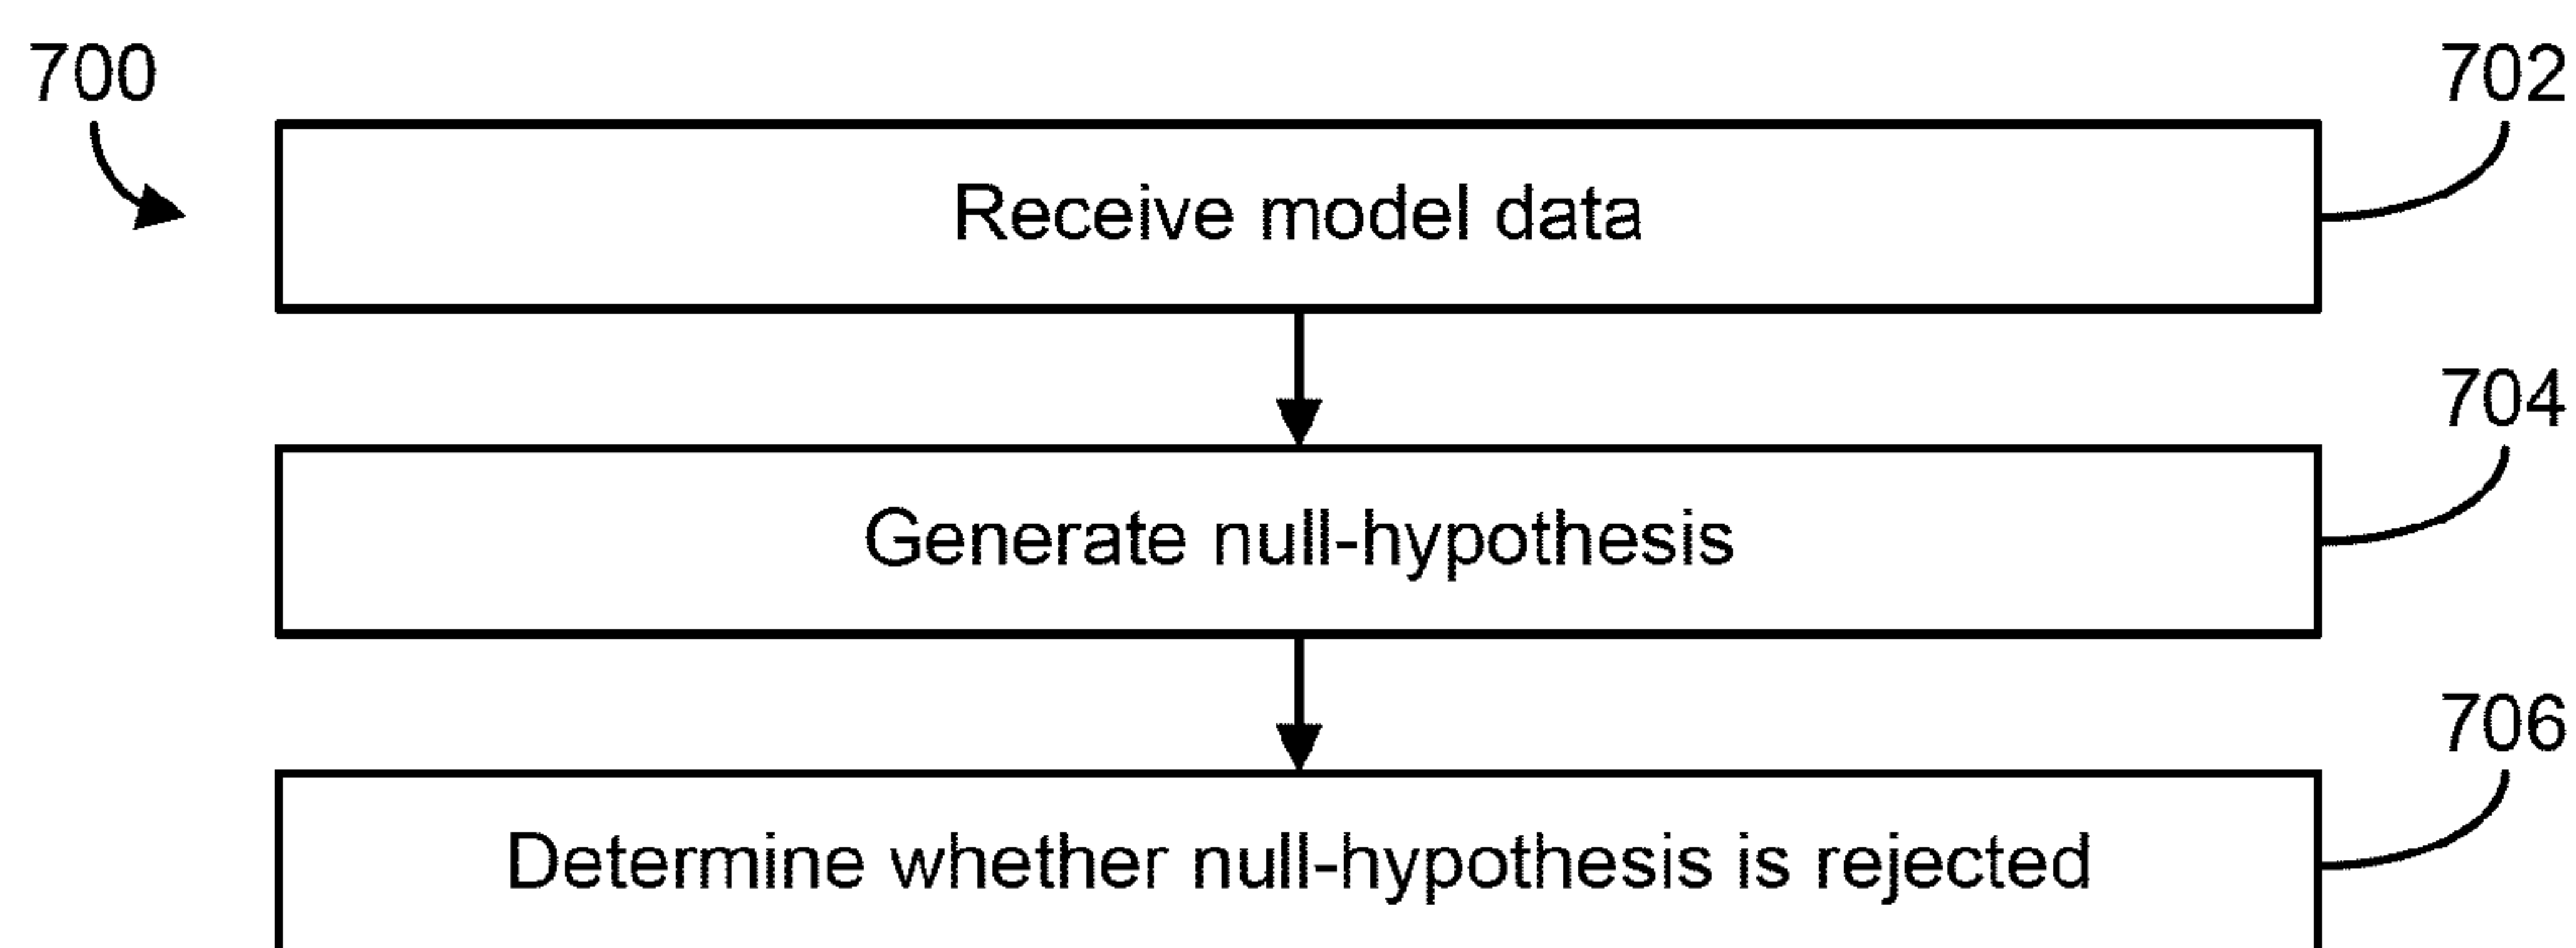 700
702
Receive model data
704
Generate null-hypothesis
706
Determine whether null-hypothesis is rejected